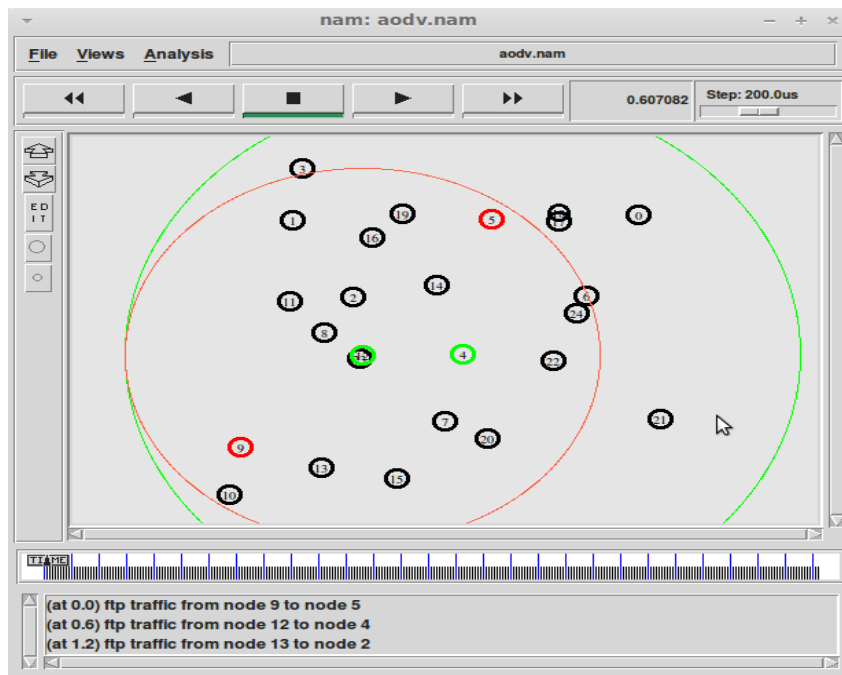 nam: aodv.nam
File Views Analysis aodv.nam
0.607082 Step: 200.0us
E D
I T
3
1
19
5
0
16
17
14
2
6
11
24
8
12
4
22
7
21
20
9
13
15
10
TIME
(at 0.0) ftp traffic from node 9 to node 5
(at 0.6) ftp traffic from node 12 to node 4
(at 1.2) ftp traffic from node 13 to node 2